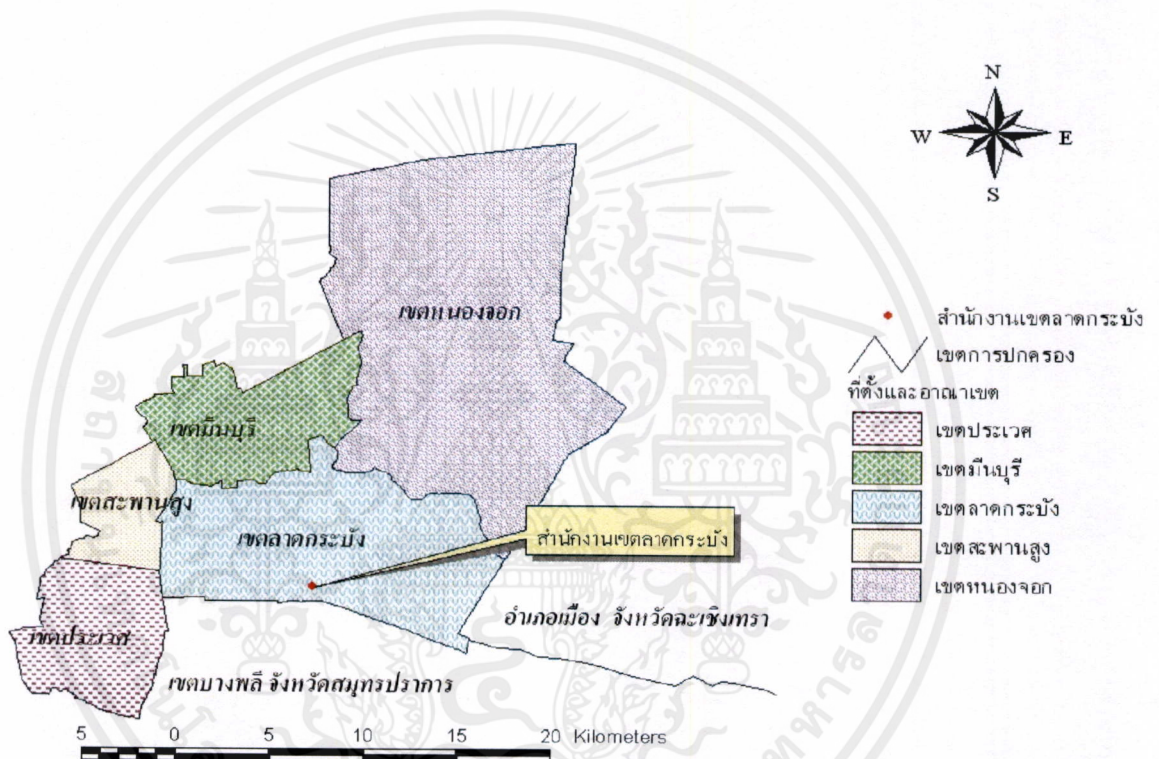 N
W E
S
เขตหนองจอก
สำนักงานเขตลาดกระบัง
เขตการปกครอง
ที่ตั้งและอาณาเขต
เขตประเวศ
เขตมีนบุรี
เขตลาดกระบัง
เขตสะพานสูง
เขตหนองจอก
เขตมีนบุรี
เขตสะพานสูง
เขตลาดกระบัง
สำนักงานเขตลาดกระบัง
อำเภอเมือง จังหวัดฉะเชิงเทรา
เขตประเวศ
เขตบางพลี จังหวัดสมุทรปราการ
5 0 5 10 15 20 Kilometers